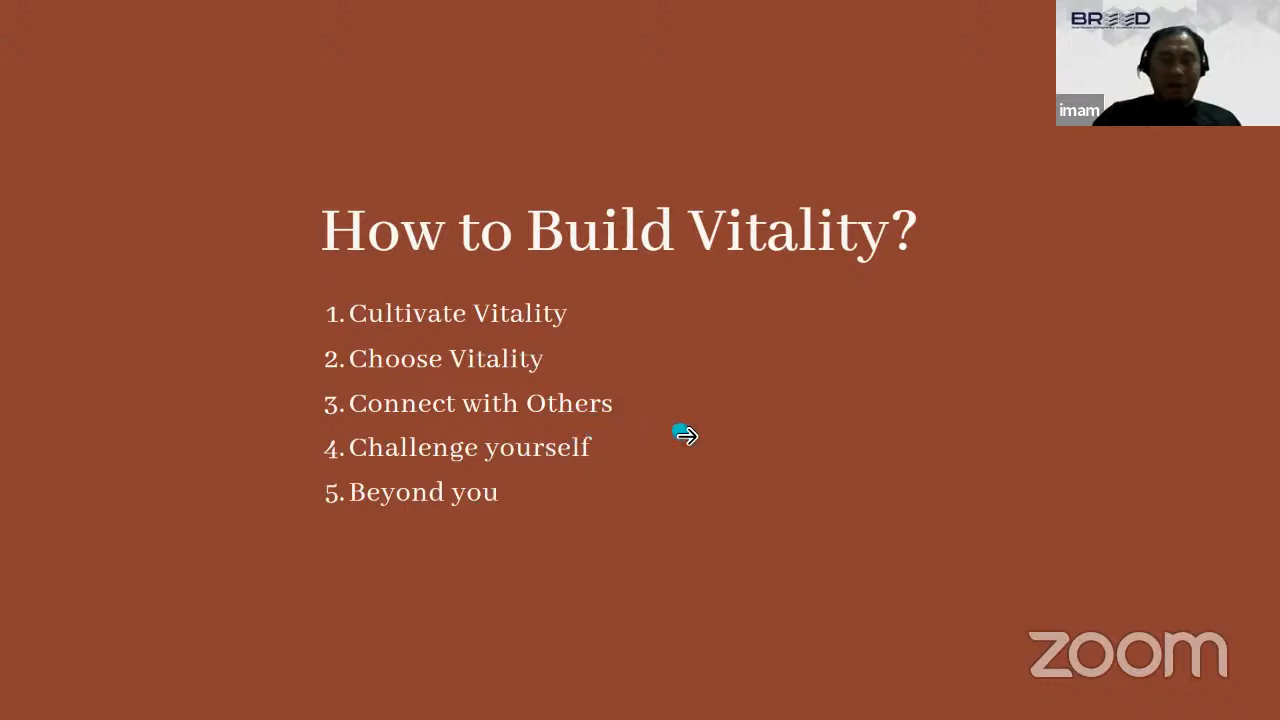 BREED
imam
How to Build Vitality?
1. Cultivate Vitality
2. Choose Vitality
3. Connect with Others
4. Challenge yourself
5. Beyond you
zoom